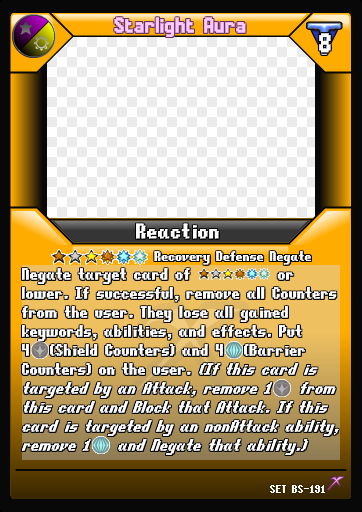 Starlight Aura
8
Reaction
Recovery Defense Negate
Negate target card of or
lower. If successful, remove all Counters
from the user. They lose all gained
keywords, abilities, and effects. Put
4(Shield Counters) and 4(Barrier
Counters) on the user. (If this card is
targeted by an Attack, remove 1 from
this card and Block that Attack. If this
card is targeted by an nonAttack ability,
remove 1 and Negate that ability.)
SET BS-191